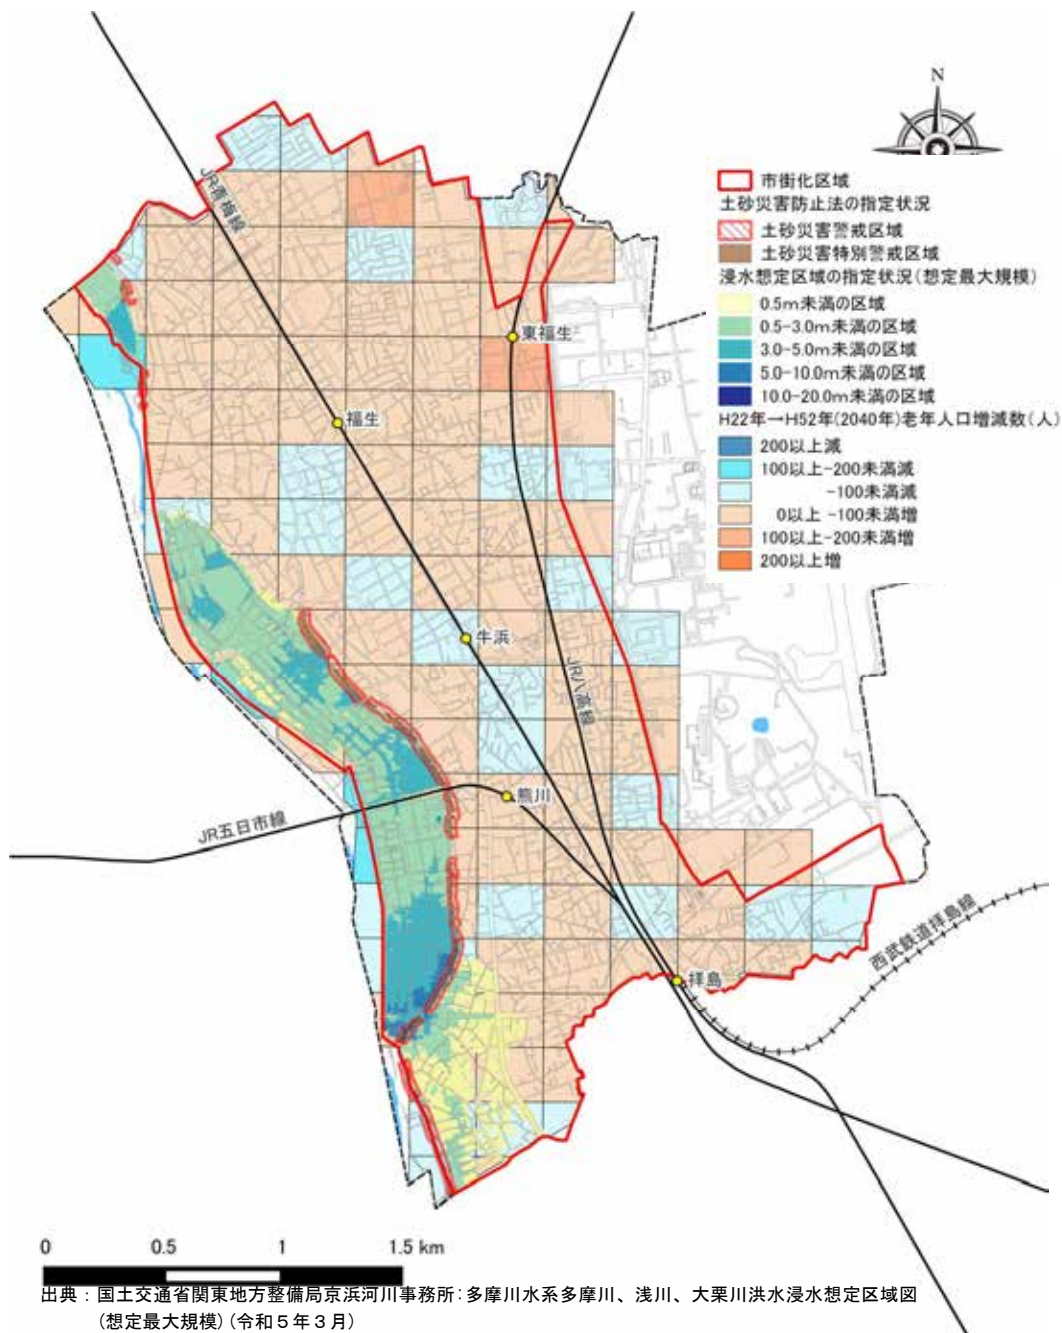 N
市街化区域
土砂災害防止法の指定状況
土砂災害警戒区域
土砂災害特別警戒区域
浸水想定区域の指定状況(想定最大規模)
0.5m未満の区域
0.5-3.0m未満の区域
3.0-5.0m未満の区域
5.0-10.0m未満の区域
10.0-20.0m未満の区域
H22年→H52年(2040年)老年人口増減数(人)
200以上減
100以上-200未満減
-100未満減
0以上 -100未満増
100以上-200未満増
200以上増
JR青梅線
東福生
福生
牛浜
JR八高線
熊川
JR五日市線
拝島
西武鉄道拝島線
0 0.5 1 1.5 km
出典：国土交通省関東地方整備局京浜河川事務所：多摩川水系多摩川、浅川、大栗川洪水浸水想定区域図
(想定最大規模)(令和５年３月)